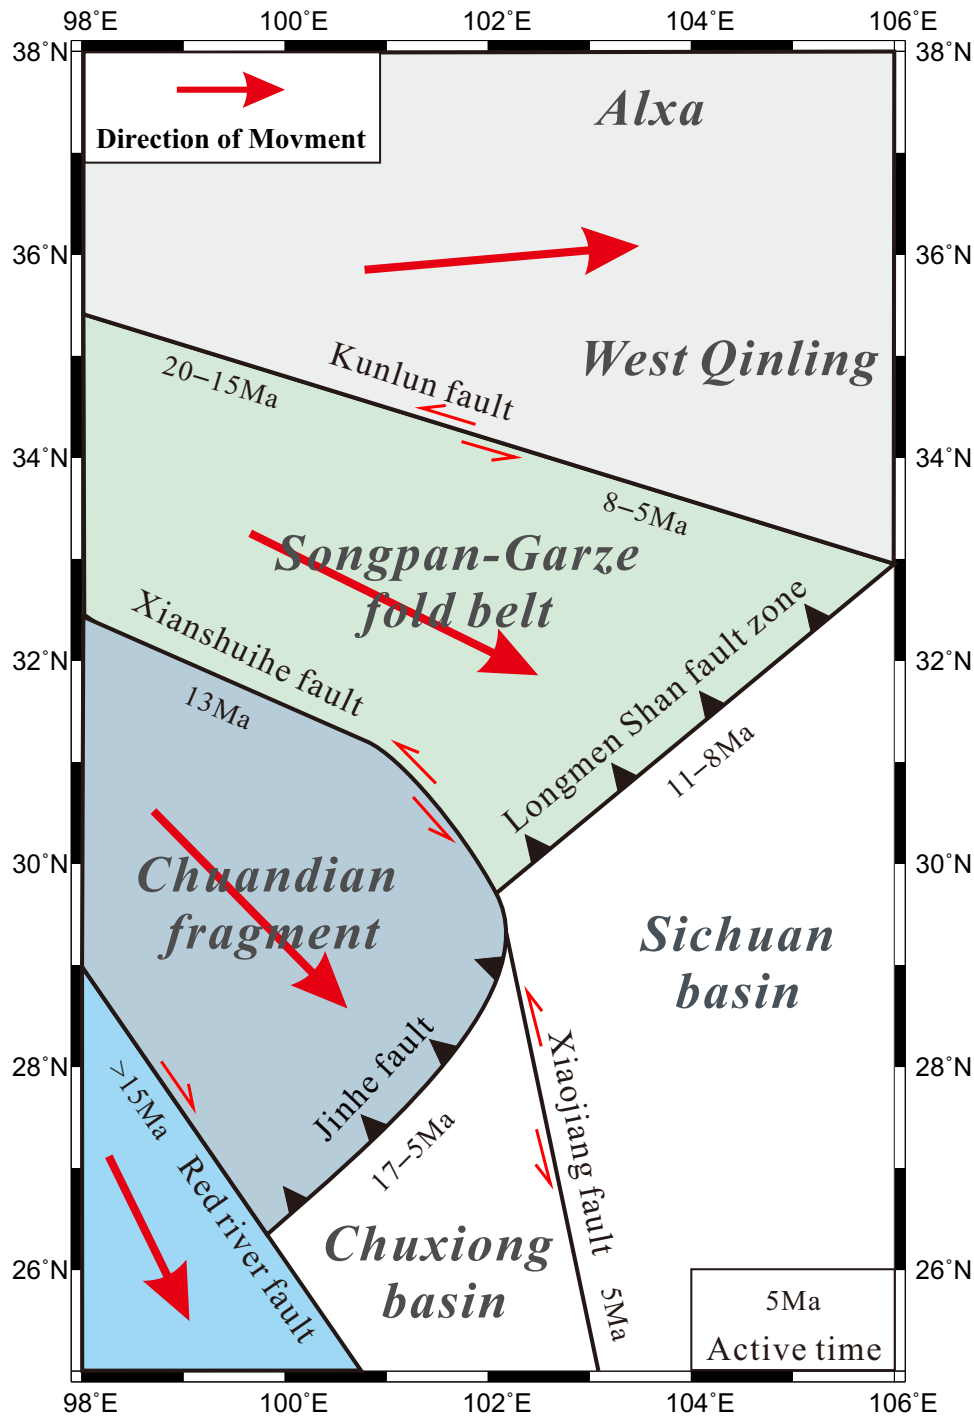 98°E 100°E 102°E 104°E 106°E
38°N 38°N
Direction of Movment
Alxa
36°N 36°N
West Qinling
Kunlun fault
20–15Ma
34°N 34°N
8–5Ma
Songpan-Garze
fold belt
Xianshuihe fault
32°N 32°N
13Ma
Longmen Shan fault zone
11–8Ma
30°N 30°N
Chuandian
fragment
Sichuan
basin
28°N 28°N
Jinhe fault
Xiaojiang fault
>15Ma
17–5Ma
Red river fault
Chuxiong
basin
26°N 26°N
5Ma
5Ma
Active time
98°E 100°E 102°E 104°E 106°E